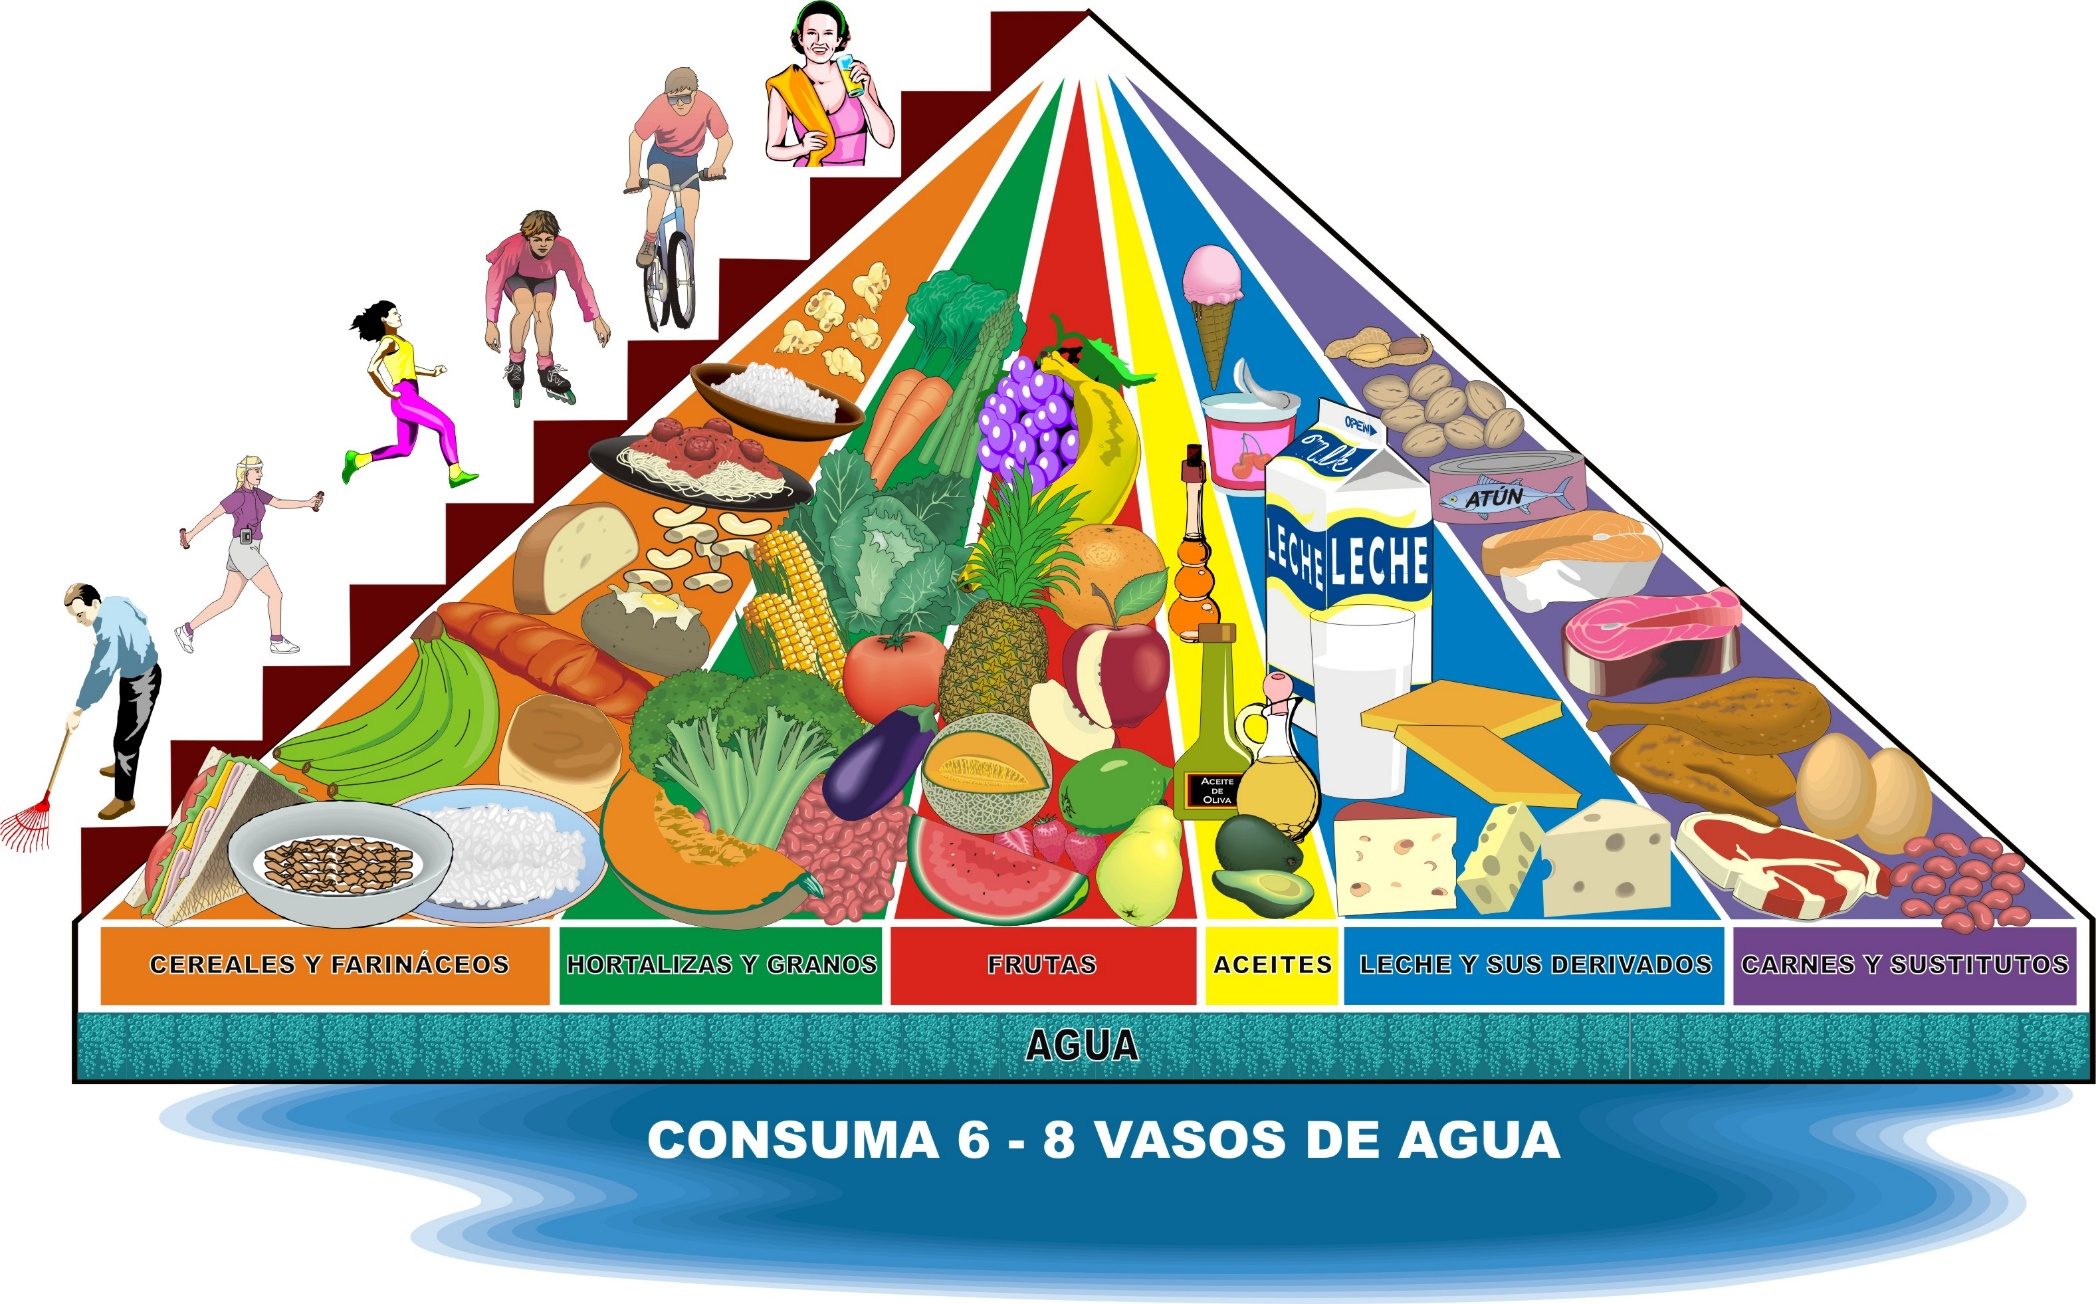 OPEN
milk
LECHE LECHE
ATÚN
ACEITE
DE
OLIVA
CEREALES Y FARINÁCEOS
HORTALIZAS Y GRANOS
FRUTAS
ACEITES
LECHE Y SUS DERIVADOS
CARNES Y SUSTITUTOS
AGUA
CONSUMA 6 - 8 VASOS DE AGUA